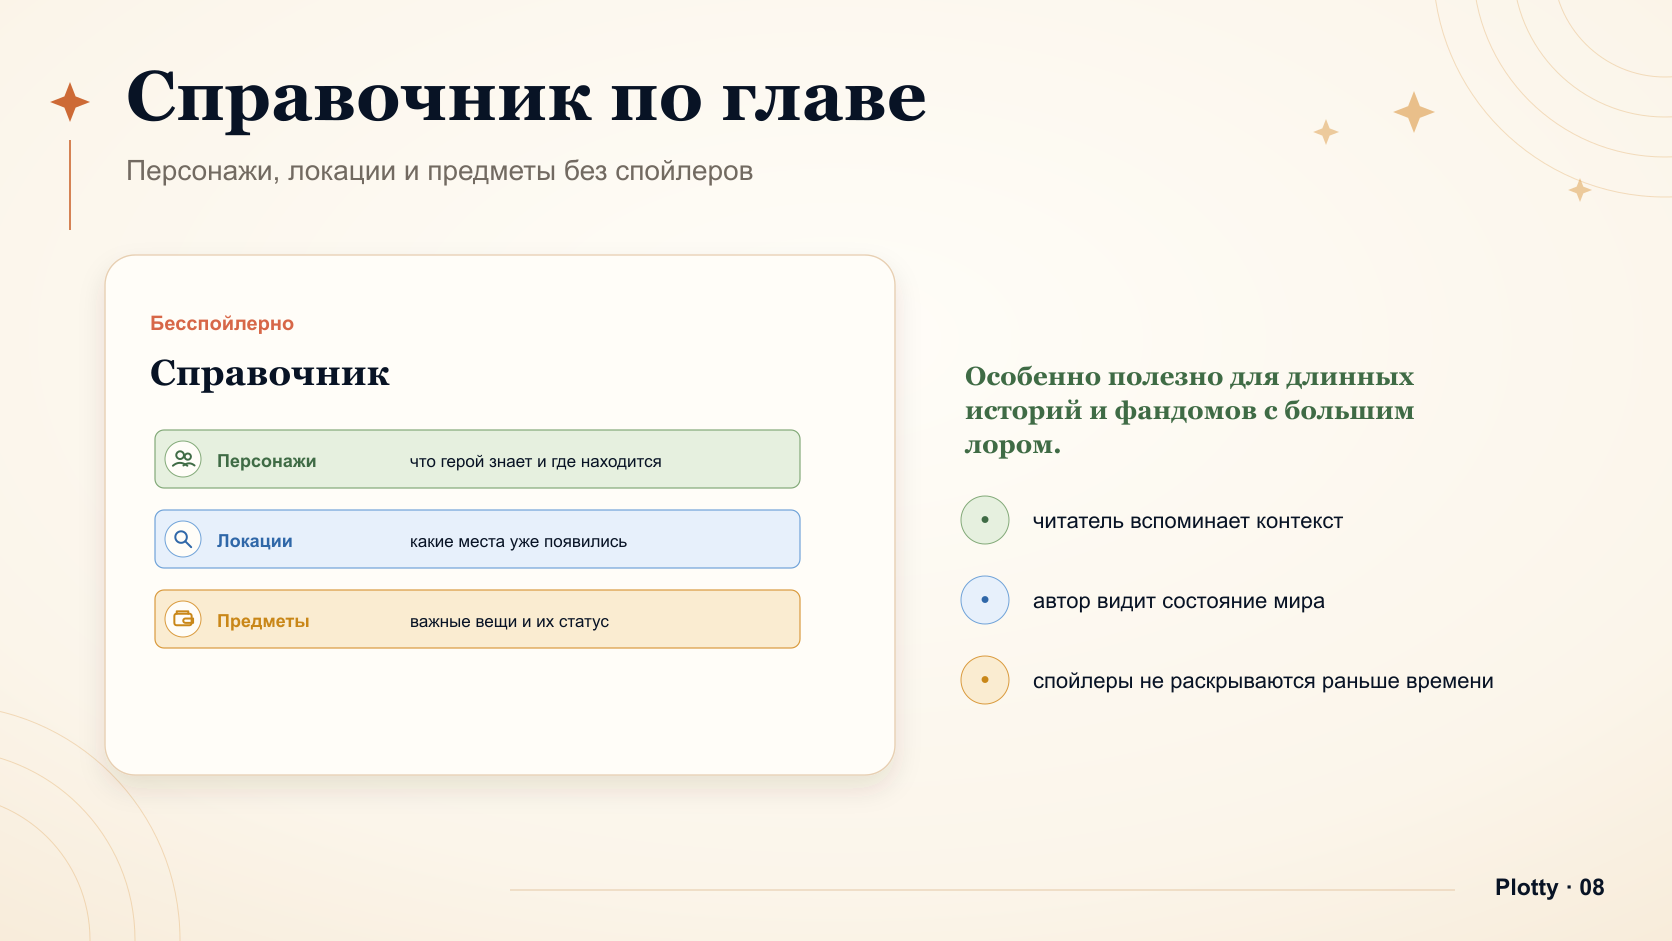 Справочник по главе
Персонажи, локации и предметы без спойлеров
Бесспойлерно
Справочник
Персонажи что герой знает и где находится
Локации какие места уже появились
Предметы важные вещи и их статус
Особенно полезно для длинных
историй и фандомов с большим
лором.
читатель вспоминает контекст
автор видит состояние мира
спойлеры не раскрываются раньше времени
Plotty · 08